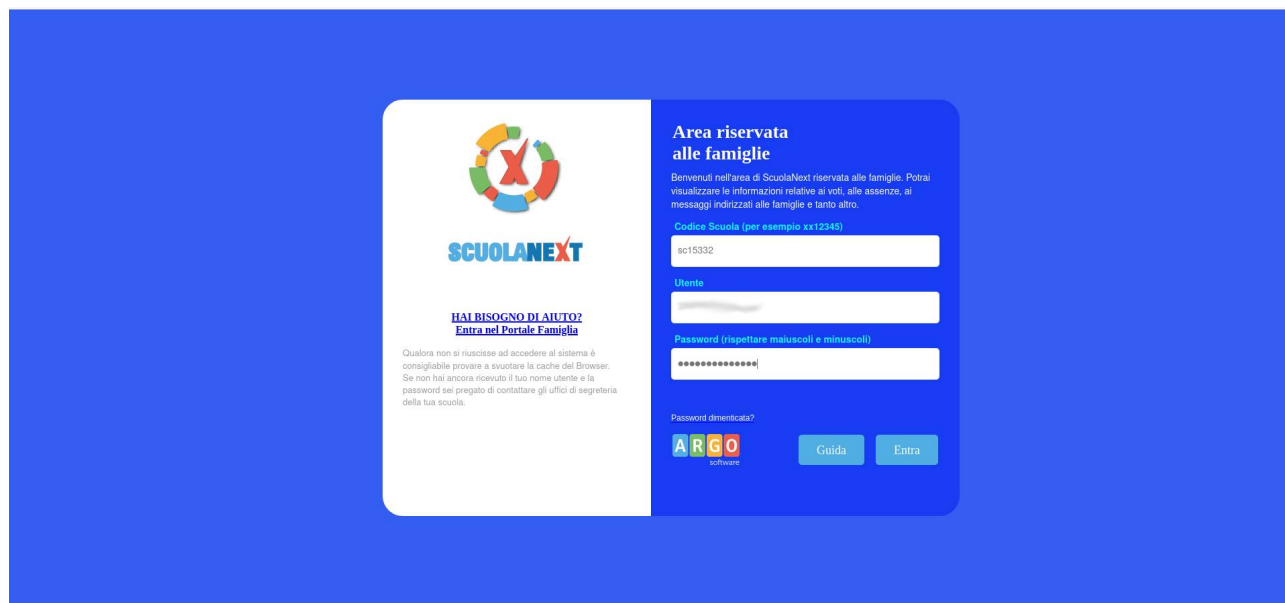 SCUOLANEXT
HAI BISOGNO DI AIUTO?
Entra nel Portale Famiglia
Qualora non si riuscisse ad accedere al sistema è
consigliabile provare a svuotare la cache del Browser.
Se non hai ancora ricevuto il tuo nome utente e la
password sei pregato di contattare gli uffici di segreteria
della tua scuola.
Area riservata
alle famiglie
Benvenuti nell'area di ScuolaNext riservata alle famiglie. Potrai
visualizzare le informazioni relative ai voti, alle assenze, ai
messaggi indirizzati alle famiglie e tanto altro.
Codice Scuola (per esempio xx12345)
sc15332
Utente
Password (rispettare maiuscoli e minuscoli)
●●●●●●●●●●●●●●
Password dimenticata?
ARGO
software
Guida
Entra